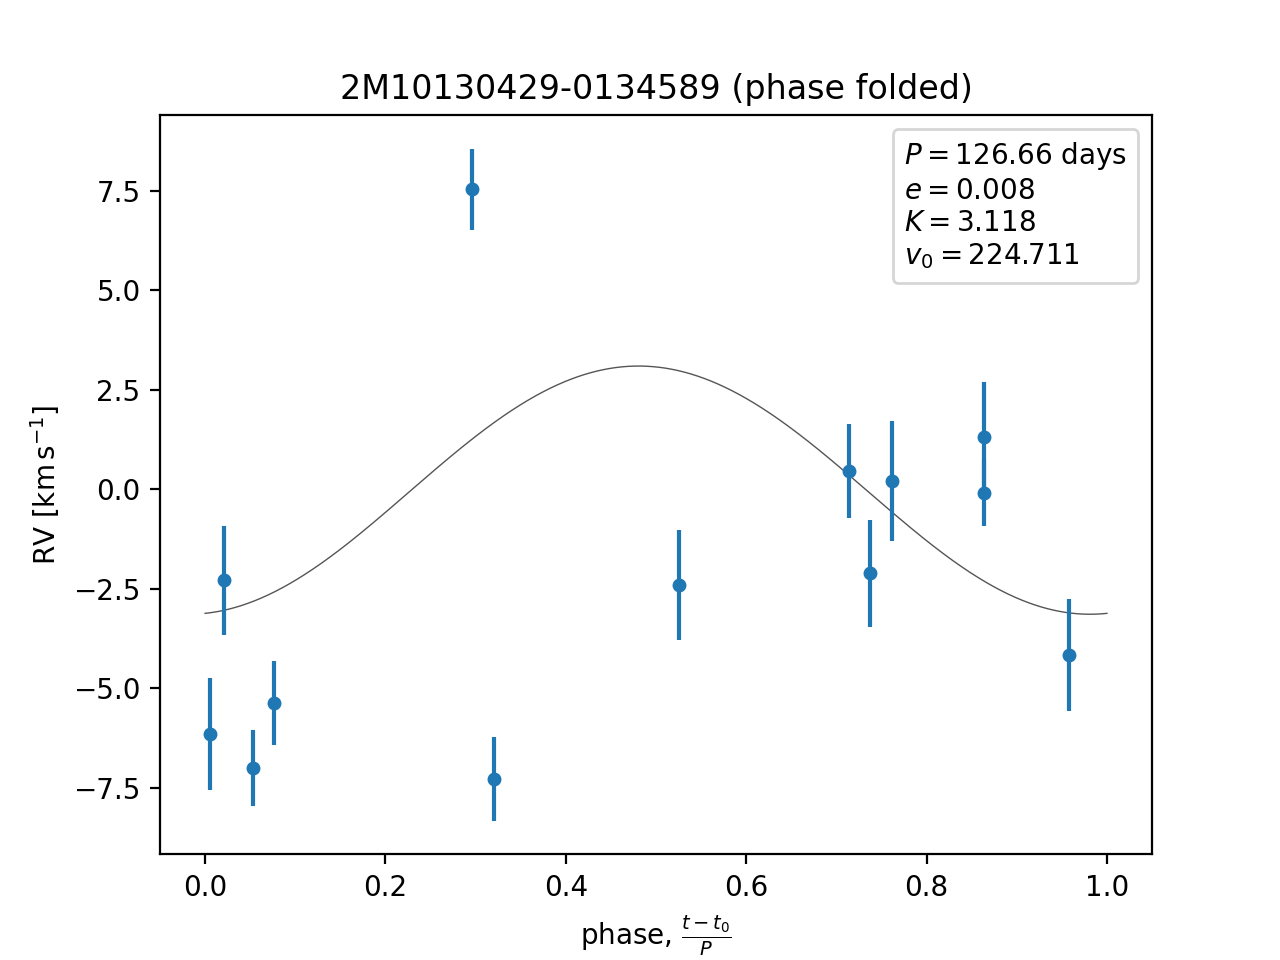 2M10130429-0134589 (phase folded)
P = 126.66 days
e = 0.008
K = 3.118
v₀ = 224.711
7.5
5.0
2.5
0.0
−2.5
−5.0
−7.5
RV [km s⁻¹]
0.0 0.2 0.4 0.6 0.8 1.0
phase, (t − t₀)/P